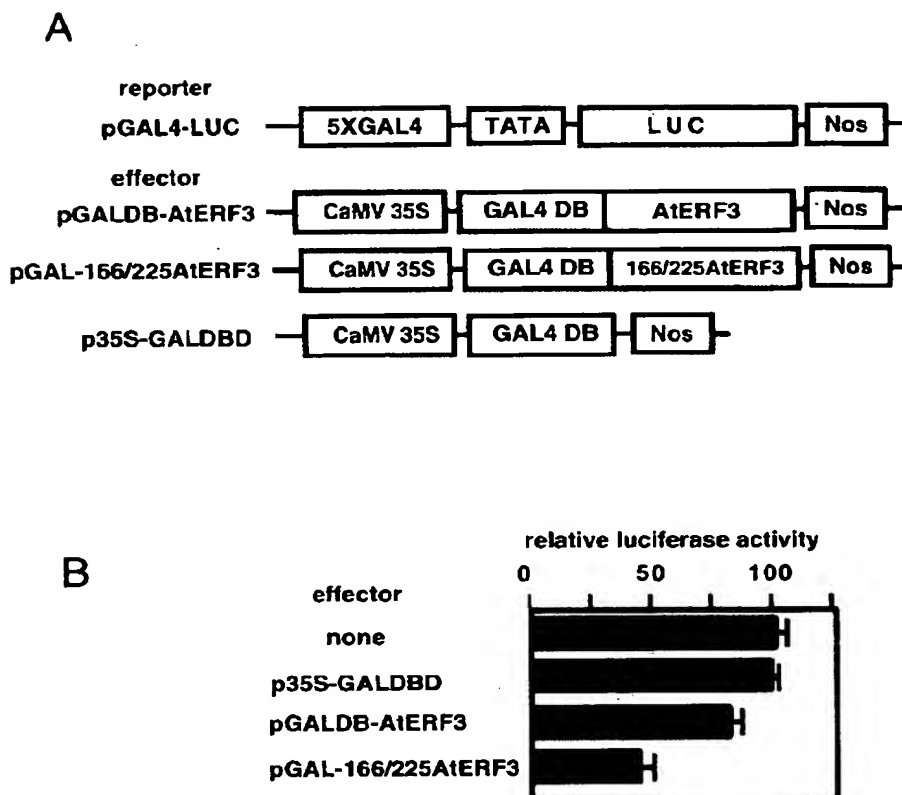 A
reporter
pGAL4-LUC 5XGAL4 TATA LUC Nos
effector
pGALDB-AtERF3 CaMV 35S GAL4 DB AtERF3 Nos
pGAL-166/225AtERF3 CaMV 35S GAL4 DB 166/225AtERF3 Nos
p35S-GALDBD CaMV 35S GAL4 DB Nos
B
relative luciferase activity
0 50 100
effector
none
p35S-GALDBD
pGALDB-AtERF3
pGAL-166/225AtERF3